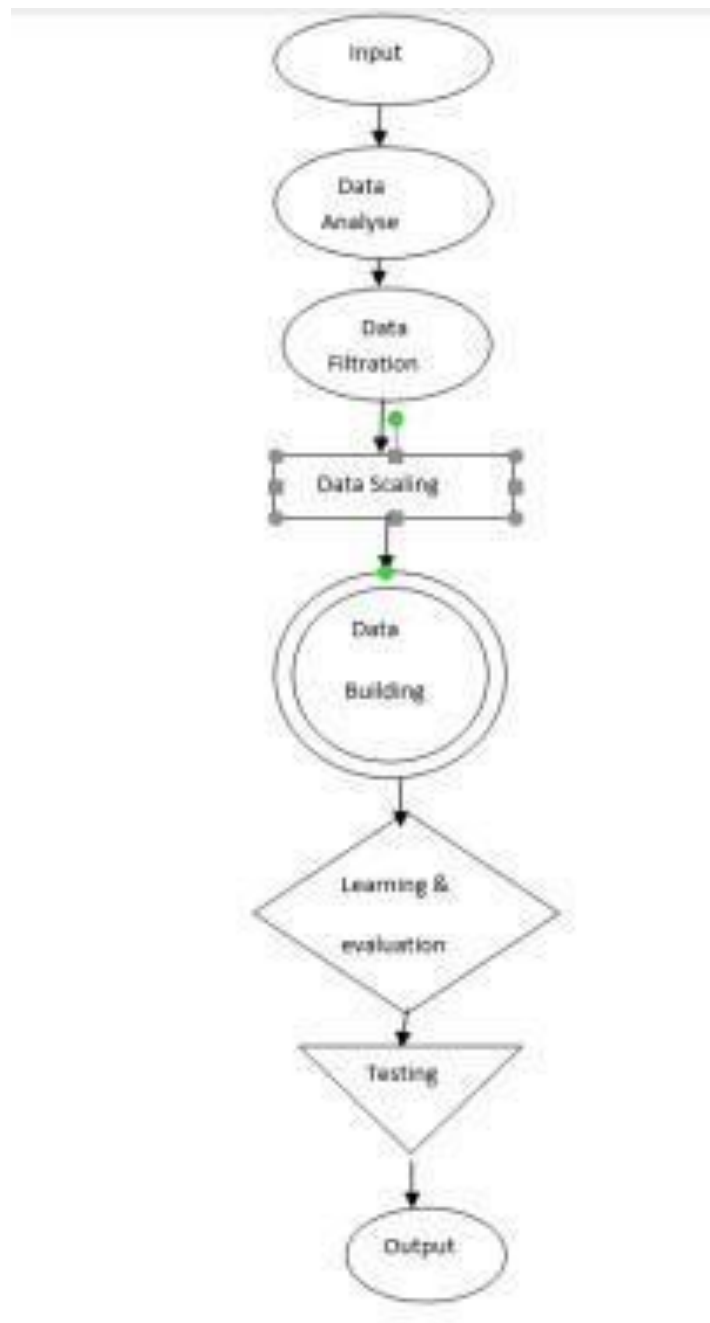 Input
Data
Analyse
Data
Filtration
Data Scaling
Data
Building
Learning &
evaluation
Testing
Output